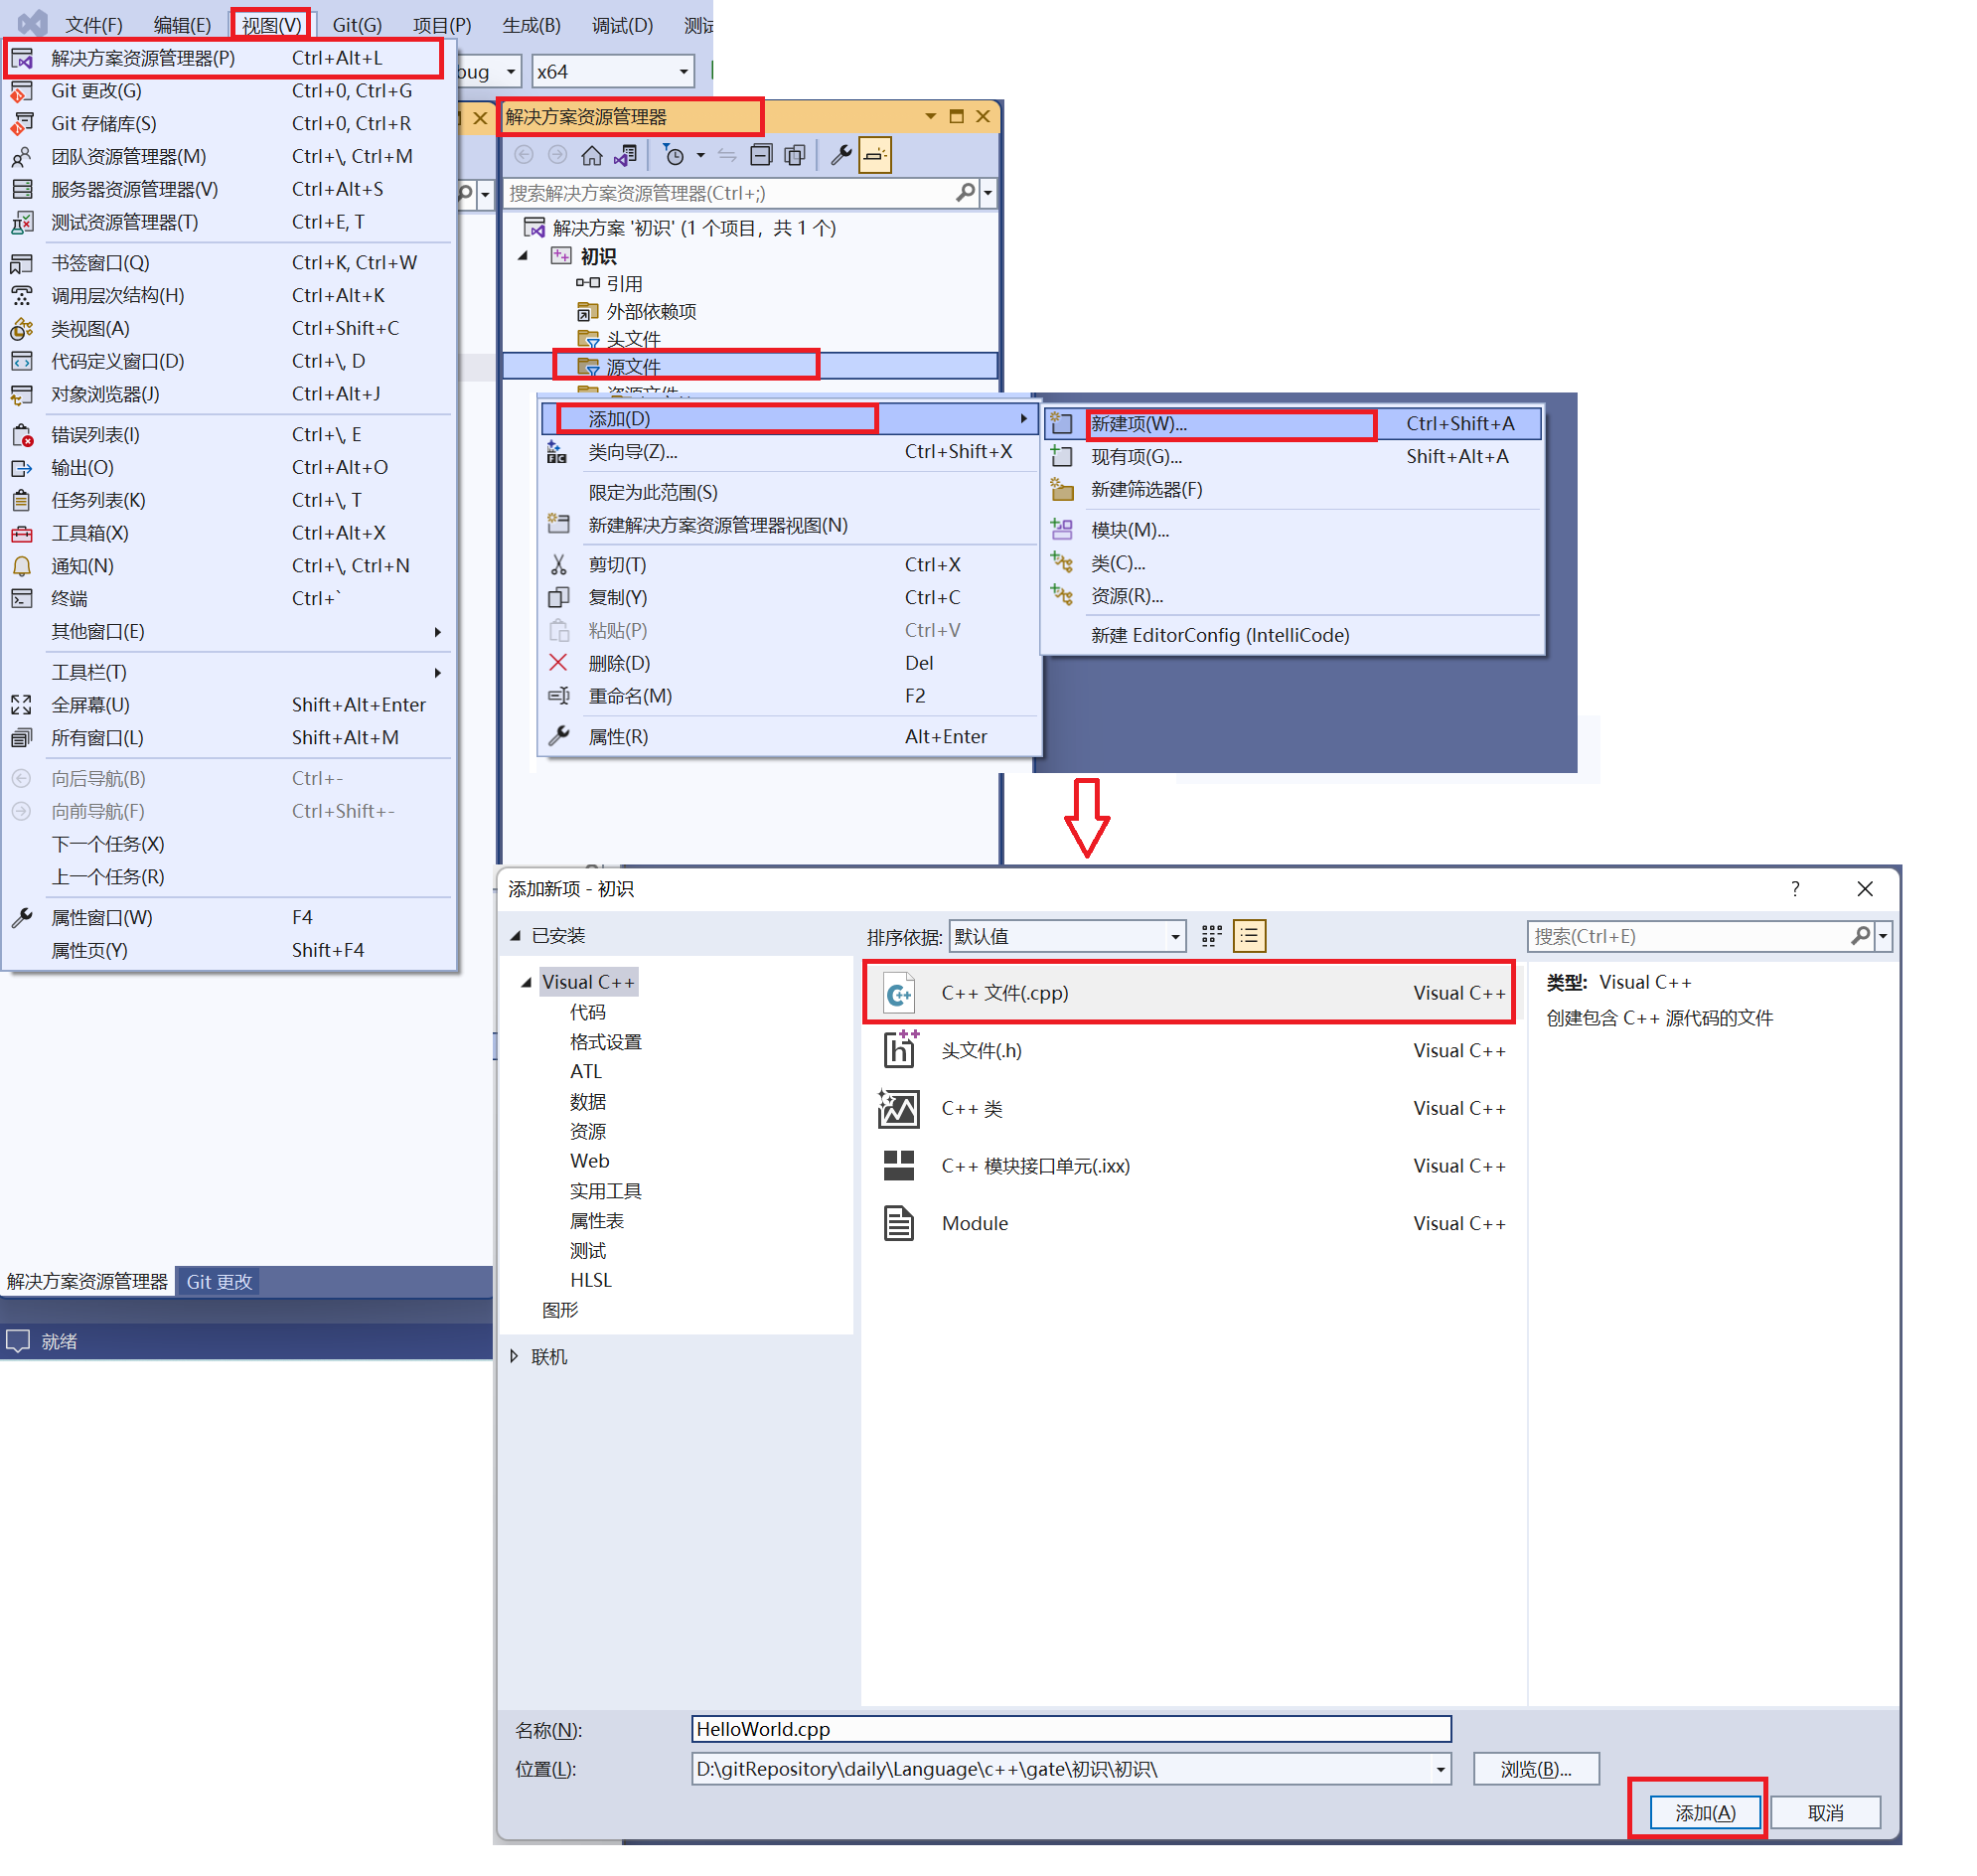 文件(F) 编辑(E) 视图(V) Git(G) 项目(P) 生成(B) 调试(D) 测试
解决方案资源管理器(P) Ctrl+Alt+L
Git 更改(G) Ctrl+0, Ctrl+G
Git 存储库(S) Ctrl+0, Ctrl+R
团队资源管理器(M) Ctrl+\, Ctrl+M
服务器资源管理器(V) Ctrl+Alt+S
测试资源管理器(T) Ctrl+E, T
书签窗口(Q) Ctrl+K, Ctrl+W
调用层次结构(H) Ctrl+Alt+K
类视图(A) Ctrl+Shift+C
代码定义窗口(D) Ctrl+\, D
对象浏览器(J) Ctrl+Alt+J
错误列表(I) Ctrl+\, E
输出(O) Ctrl+Alt+O
任务列表(K) Ctrl+\, T
工具箱(X) Ctrl+Alt+X
通知(N) Ctrl+\, Ctrl+N
终端 Ctrl+`
其他窗口(E)
工具栏(T)
全屏幕(U) Shift+Alt+Enter
所有窗口(L) Shift+Alt+M
向后导航(B) Ctrl+-
向前导航(F) Ctrl+Shift+-
下一个任务(X)
上一个任务(R)
属性窗口(W) F4
属性页(Y) Shift+F4
解决方案资源管理器 Git 更改
就绪
bug x64
解决方案资源管理器
搜索解决方案资源管理器(Ctrl+;)
解决方案 '初识' (1 个项目，共 1 个)
初识
引用
外部依赖项
头文件
源文件
资源文件
添加(D)
类向导(Z)... Ctrl+Shift+X
限定为此范围(S)
新建解决方案资源管理器视图(N)
剪切(T) Ctrl+X
复制(Y) Ctrl+C
粘贴(P) Ctrl+V
删除(D) Del
重命名(M) F2
属性(R) Alt+Enter
新建项(W)... Ctrl+Shift+A
现有项(G)... Shift+Alt+A
新建筛选器(F)
模块(M)...
类(C)...
资源(R)...
新建 EditorConfig (IntelliCode)
添加新项 - 初识 ?
已安装 排序依据: 默认值 搜索(Ctrl+E)
Visual C++
代码
格式设置
ATL
数据
资源
Web
实用工具
属性表
测试
HLSL
图形
联机
C++ 文件(.cpp) Visual C++
头文件(.h) Visual C++
C++ 类 Visual C++
C++ 模块接口单元(.ixx) Visual C++
Module Visual C++
类型: Visual C++
创建包含 C++ 源代码的文件
名称(N): HelloWorld.cpp
位置(L): D:\gitRepository\daily\Language\c++\gate\初识\初识\ 浏览(B)...
添加(A) 取消